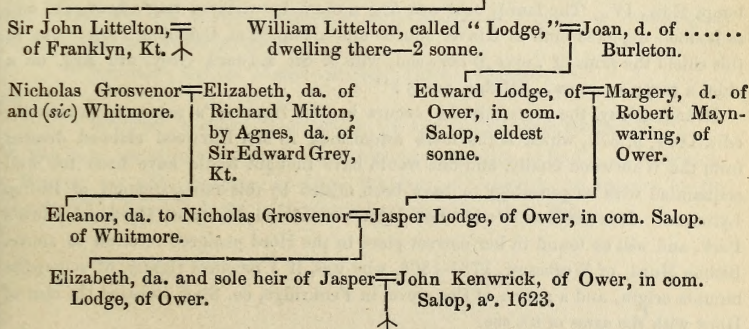 Sir John Littelton,
of Franklyn, Kt.
William Littelton, called “ Lodge,”
dwelling there—2 sonne.
Joan, d. of ......
Burleton.
Nicholas Grosvenor
and (sic) Whitmore.
Elizabeth, da. of
Richard Mitton,
by Agnes, da. of
Sir Edward Grey,
Kt.
Edward Lodge, of
Ower, in com.
Salop, eldest
sonne.
Margery, d. of
Robert Mayn-
waring, of
Ower.
Eleanor, da. to Nicholas Grosvenor
of Whitmore.
Jasper Lodge, of Ower, in com. Salop.
Elizabeth, da. and sole heir of Jasper
Lodge, of Ower.
John Kenwrick, of Ower, in com.
Salop, aº. 1623.